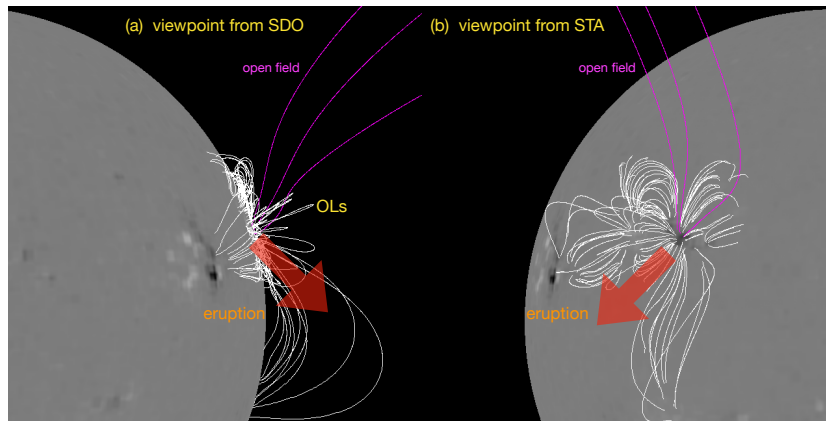 (a) viewpoint from SDO
open field
OLs
eruption
(b) viewpoint from STA
open field
eruption